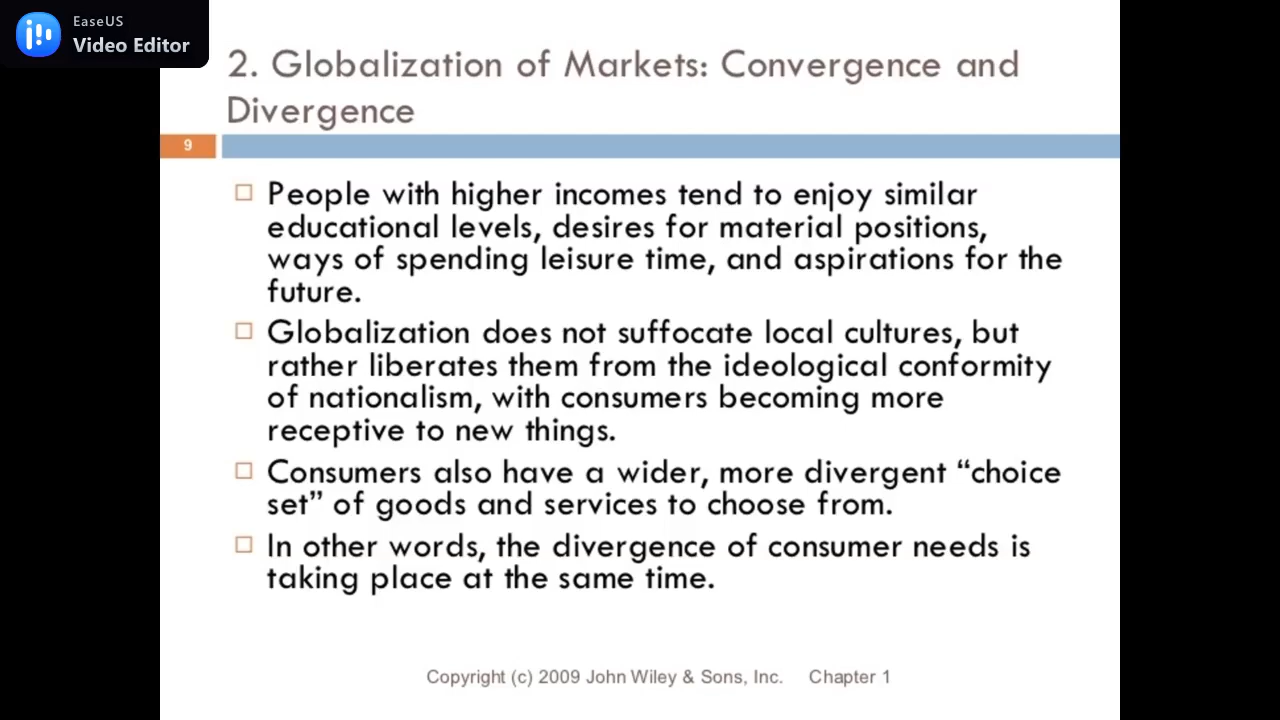 EaseUS
Video Editor
2. Globalization of Markets: Convergence and
Divergence
9
People with higher incomes tend to enjoy similar
educational levels, desires for material positions,
ways of spending leisure time, and aspirations for the
future.
Globalization does not suffocate local cultures, but
rather liberates them from the ideological conformity
of nationalism, with consumers becoming more
receptive to new things.
Consumers also have a wider, more divergent “choice
set” of goods and services to choose from.
In other words, the divergence of consumer needs is
taking place at the same time.
Copyright (c) 2009 John Wiley & Sons, Inc. Chapter 1